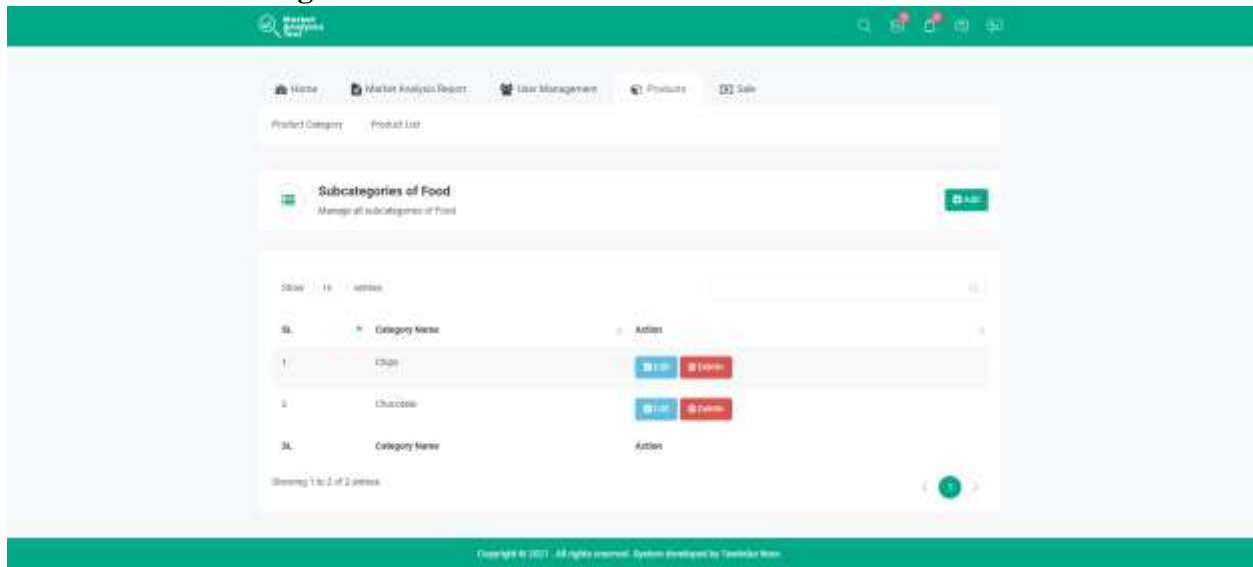 Market
Analysis
Tool
Home Market Analysis Report User Management Products Sale
Product Category Product List
Subcategories of Food
Manage all subcategories of Food
Add
Show 10 entries
SL Category Name Action
1 Chips Edit Delete
2 Edit Delete
SL Category Name Action
Showing 1 to 2 of 2 entries
1
Copyright © 2021 . All rights reserved. System developed by